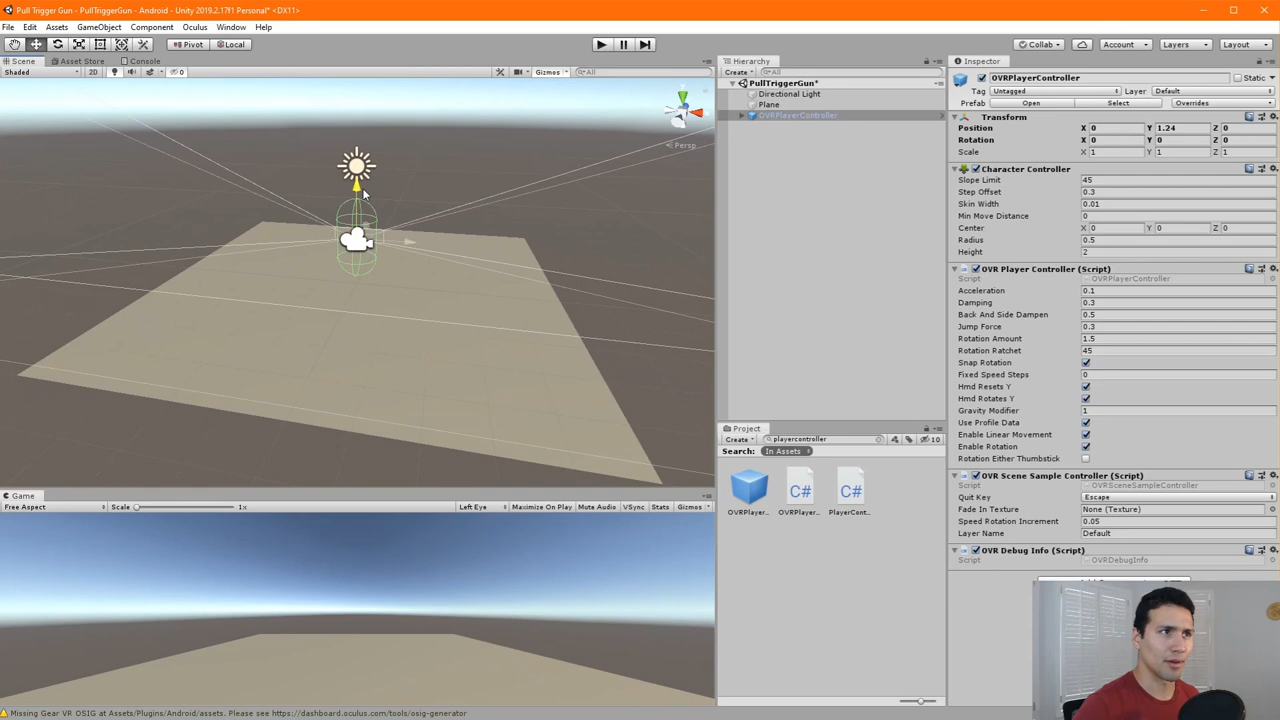 Pull Trigger Gun - PullTriggerGun - Android - Unity 2019.2.17f1 Personal* <DX11>
File Edit Assets GameObject Component Oculus Window Help
Pivot Local Collab Account Layers Layout
Scene Asset Store Console
Shaded 2D 0 Gizmos All
Persp
Hierarchy
Create All
PullTriggerGun*
Directional Light
Plane
OVRPlayerController
Project
Create playercontroller 10
Search: In Assets
C# C#
OVRPlayer... OVRPlayer... PlayerCont...
Inspector
OVRPlayerController Static
Tag Untagged Layer Default
Prefab Open Select Overrides
Transform
Position X 0 Y 1.24 Z 0
Rotation X 0 Y 0 Z 0
Scale X 1 Y 1 Z 1
Character Controller
Slope Limit 45
Step Offset 0.3
Skin Width 0.01
Min Move Distance 0
Center X 0 Y 0 Z 0
Radius 0.5
Height 2
OVR Player Controller (Script)
Script OVRPlayerController
Acceleration 0.1
Damping 0.3
Back And Side Dampen 0.5
Jump Force 0.3
Rotation Amount 1.5
Rotation Ratchet 45
Snap Rotation
Fixed Speed Steps 0
Hmd Resets Y
Hmd Rotates Y
Gravity Modifier 1
Use Profile Data
Enable Linear Movement
Enable Rotation
Rotation Either Thumbstick
OVR Scene Sample Controller (Script)
Script OVRSceneSampleController
Quit Key Escape
Fade In Texture None (Texture)
Speed Rotation Increment 0.05
Layer Name Default
OVR Debug Info (Script)
Script OVRDebugInfo
Game
Free Aspect Scale 1x Left Eye Maximize On Play Mute Audio VSync Stats Gizmos
Missing Gear VR OSIG at Assets/Plugins/Android/assets. Please see https://dashboard.oculus.com/tools/osig-generator